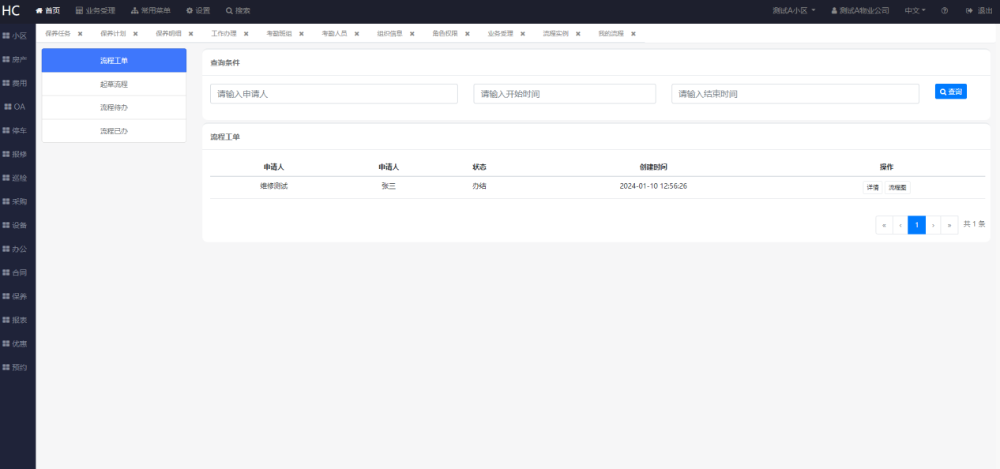 HC 首页 业务受理 常用菜单 设置 搜索 测试A小区 测试A物业公司 中文 退出
保养任务 保养计划 保养明细 工作办理 考勤班组 考勤人员 组织信息 角色权限 业务受理 流程实例 我的流程
小区
房产
费用
OA
停车
报修
巡检
采购
设备
办公
合同
保养
报表
优惠
预约
流程工单
起草流程
流程待办
流程已办
查询条件
请输入申请人 请输入开始时间 请输入结束时间 查询
流程工单
申请人 申请人 状态 创建时间 操作
维修测试 张三 办结 2024-01-10 12:56:26 详情 流程图
« ‹ 1 › » 共 1 条